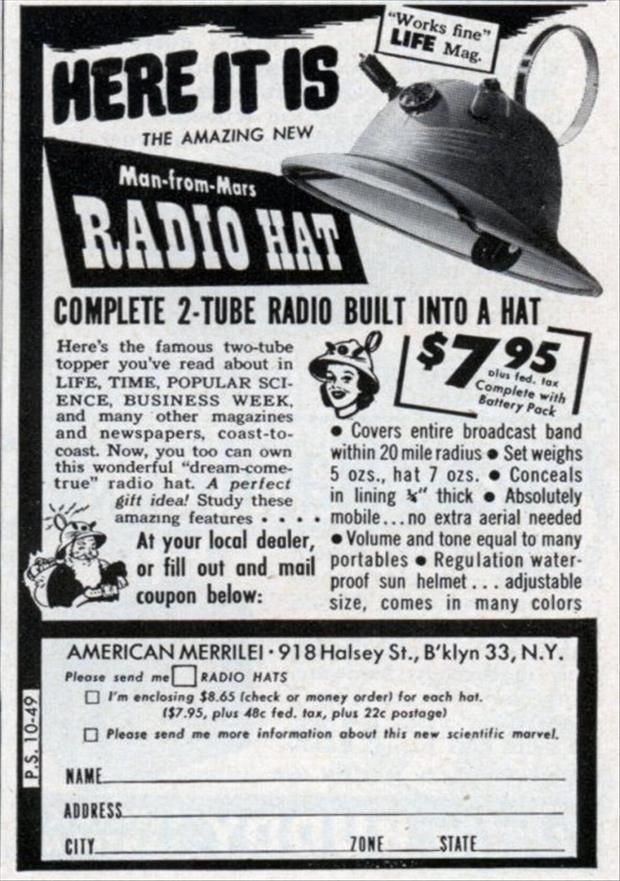 "Works fine"
LIFE Mag.
HERE IT IS
THE AMAZING NEW
Man-from-Mars
RADIO HAT
COMPLETE 2-TUBE RADIO BUILT INTO A HAT
Here's the famous two-tube
topper you've read about in
LIFE, TIME, POPULAR SCI-
ENCE, BUSINESS WEEK,
and many other magazines
and newspapers, coast-to-
coast. Now, you too can own
this wonderful "dream-come-
true" radio hat. A perfect
gift idea! Study these
amazing features • • • •
At your local dealer,
or fill out and mail
coupon below:
$7.95
plus fed. tax
Complete with
Battery Pack
• Covers entire broadcast band
within 20 mile radius • Set weighs
5 ozs., hat 7 ozs. • Conceals
in lining ¾" thick • Absolutely
mobile...no extra aerial needed
• Volume and tone equal to many
portables • Regulation water-
proof sun helmet... adjustable
size, comes in many colors
AMERICAN MERRILEI • 918 Halsey St., B'klyn 33, N.Y.
Please send me RADIO HATS
I'm enclosing $8.65 (check or money order) for each hat.
($7.95, plus 48c fed. tax, plus 22c postage)
Please send me more information about this new scientific marvel.
P.S. 10-49
NAME
ADDRESS
CITY ZONE STATE